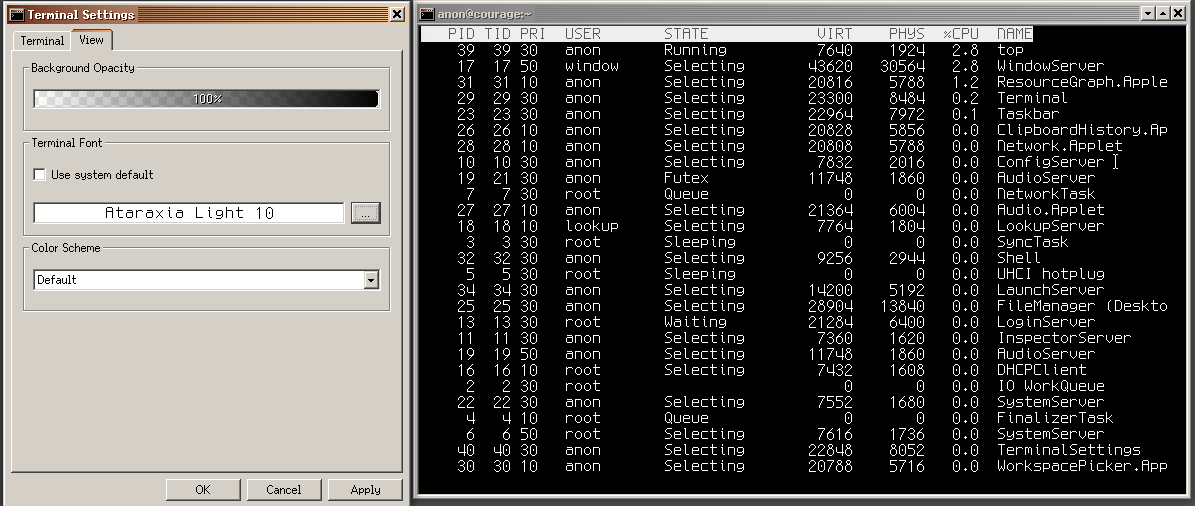 Terminal Settings
Terminal View
Background Opacity
100%
Terminal Font
Use system default
Ataraxia Light 10
...
Color Scheme
Default
OK Cancel Apply
anon@courage:~
PID TID PRI USER STATE VIRT PHYS %CPU NAME
39 39 30 anon Running 7640 1924 2.8 top
17 17 50 window Selecting 43620 30564 2.8 WindowServer
31 31 10 anon Selecting 20816 5788 1.2 ResourceGraph.Apple
29 29 30 anon Selecting 23300 8484 0.2 Terminal
23 23 30 anon Selecting 22964 7972 0.1 Taskbar
26 26 10 anon Selecting 20828 5856 0.0 ClipboardHistory.Ap
28 28 10 anon Selecting 20808 5788 0.0 Network.Applet
10 10 30 anon Selecting 7832 2016 0.0 ConfigServer
19 21 30 anon Futex 11748 1860 0.0 AudioServer
7 7 30 root Queue 0 0 0.0 NetworkTask
27 27 10 anon Selecting 21364 6004 0.0 Audio.Applet
18 18 10 lookup Selecting 7764 1804 0.0 LookupServer
3 3 30 root Sleeping 0 0 0.0 SyncTask
32 32 30 anon Selecting 9256 2944 0.0 Shell
5 5 30 root Sleeping 0 0 0.0 UHCI hotplug
34 34 30 anon Selecting 14200 5192 0.0 LaunchServer
25 25 30 anon Selecting 28904 13840 0.0 FileManager (Deskto
13 13 30 root Waiting 21284 6400 0.0 LoginServer
11 11 30 anon Selecting 7360 1620 0.0 InspectorServer
19 19 50 anon Selecting 11748 1860 0.0 AudioServer
16 16 10 root Selecting 7432 1608 0.0 DHCPClient
2 2 30 root 0 0 0.0 IO WorkQueue
22 22 30 anon Selecting 7552 1680 0.0 SystemServer
4 4 10 root Queue 0 0 0.0 FinalizerTask
6 6 50 root Selecting 7616 1736 0.0 SystemServer
40 40 30 anon Selecting 22848 8052 0.0 TerminalSettings
30 30 10 anon Selecting 20788 5716 0.0 WorkspacePicker.App